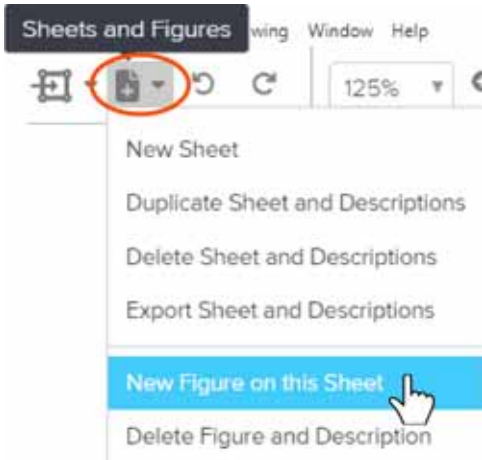 Sheets and Figures
wing Window Help
125%
New Sheet
Duplicate Sheet and Descriptions
Delete Sheet and Descriptions
Export Sheet and Descriptions
New Figure on this Sheet
Delete Figure and Description